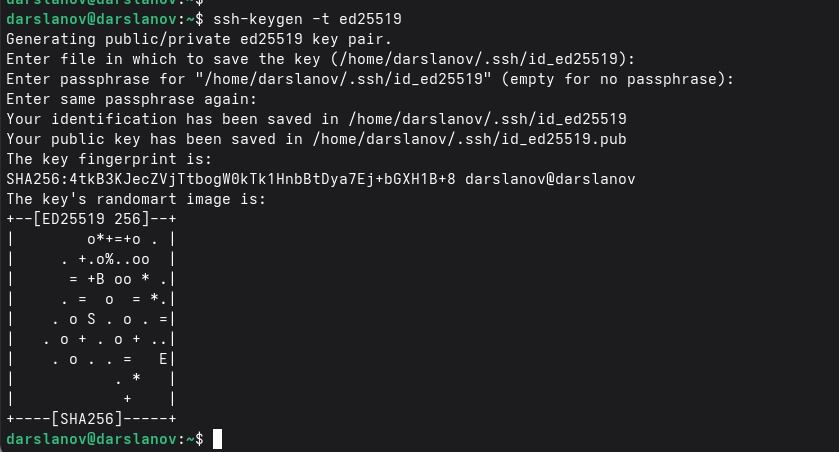 darslanov@darslanov:~$ ssh-keygen -t ed25519
Generating public/private ed25519 key pair.
Enter file in which to save the key (/home/darslanov/.ssh/id_ed25519):
Enter passphrase for "/home/darslanov/.ssh/id_ed25519" (empty for no passphrase):
Enter same passphrase again:
Your identification has been saved in /home/darslanov/.ssh/id_ed25519
Your public key has been saved in /home/darslanov/.ssh/id_ed25519.pub
The key fingerprint is:
SHA256:4tkB3KJecZVjTtbogW0kTk1HnbBtDya7Ej+bGXH1B+8 darslanov@darslanov
The key's randomart image is:
+--[ED25519 256]--+
|        o*+=+o . |
|     . +.o%..oo  |
|      = +B oo * .|
|     . =  o  = *.|
|    . o S . o . =|
|   . o + . o + ..|
|    . o . . =   E|
|           . *   |
|            +    |
+----[SHA256]-----+
darslanov@darslanov:~$